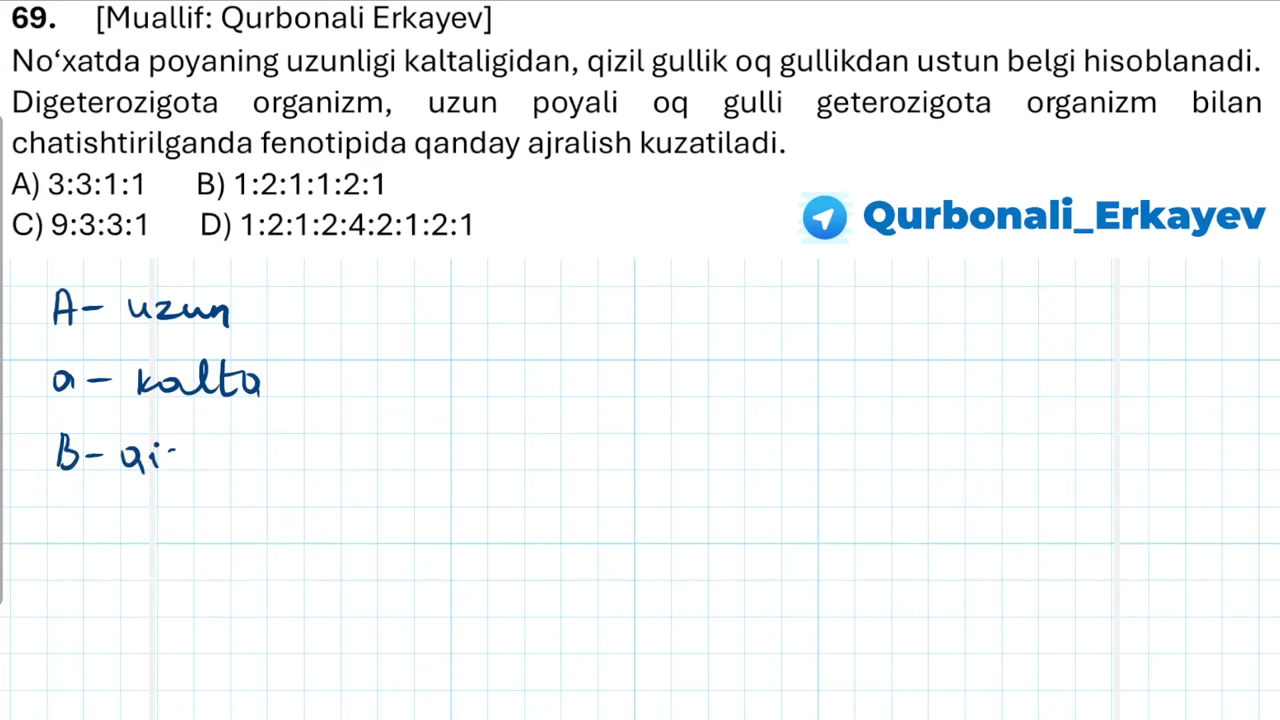 69. [Muallif: Qurbonali Erkayev]
No‘xatda poyaning uzunligi kaltaligidan, qizil gullik oq gullikdan ustun belgi hisoblanadi.
Digeterozigota organizm, uzun poyali oq gulli geterozigota organizm bilan
chatishtirilganda fenotipida qanday ajralish kuzatiladi.
A) 3:3:1:1 B) 1:2:1:1:2:1
C) 9:3:3:1 D) 1:2:1:2:4:2:1:2:1
Qurbonali_Erkayev
A- uzun
a- kalta
B- qi